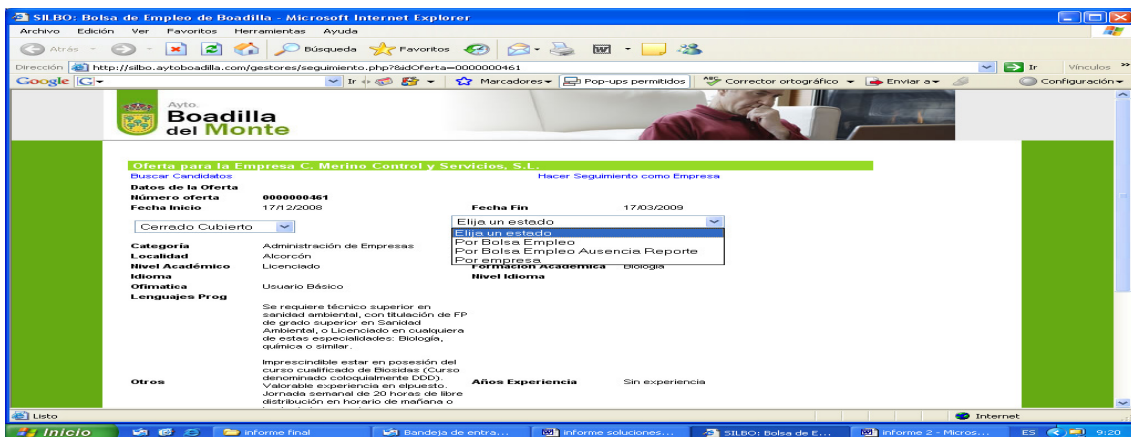 SILBO: Bolsa de Empleo de Boadilla - Microsoft Internet Explorer
Archivo Edición Ver Favoritos Herramientas Ayuda
Atrás Búsqueda Favoritos
Dirección http://silbo.aytoboadilla.com/gestores/seguimiento.php?&idOferta=0000000461 Ir Vínculos »
Google G Ir Marcadores Pop-ups permitidos Corrector ortográfico Enviar a Configuración
Ayto.
Boadilla
del Monte
Oferta para la Empresa C. Merino Control y Servicios, S.L.
Buscar Candidatos Hacer Seguimiento como Empresa
Datos de la Oferta
Número oferta 0000000461
Fecha Inicio 17/12/2008 Fecha Fin 17/03/2009
Cerrado Cubierto Elija un estado
Elija un estado
Por Bolsa Empleo
Por Bolsa Empleo Ausencia Reporte
Por empresa
Categoría Administración de Empresas
Localidad Alcorcón
Nivel Académico Licenciado Formación Académica Biología
Idioma Nivel Idioma
Ofimatica Usuario Básico
Lenguajes Prog
Se requiere técnico superior en
sanidad ambiental, con titulación de FP
de grado superior en Sanidad
Ambiental, o Licenciado en cualquiera
de estas especialidades: Biología,
química o similar.
Imprescindible estar en posesión del
curso cualificado de Biosidas (Curso
denominado coloquialmente DDD).
Otros Valorable experiencia en elpuesto. Años Experiencia Sin experiencia
Jornada semanal de 20 horas de libre
distribución en horario de mañana o
Listo Internet
Inicio informe final Bandeja de entra... informe soluciones... SILBO: Bolsa de E... informe 2 - Micros... ES 9:20